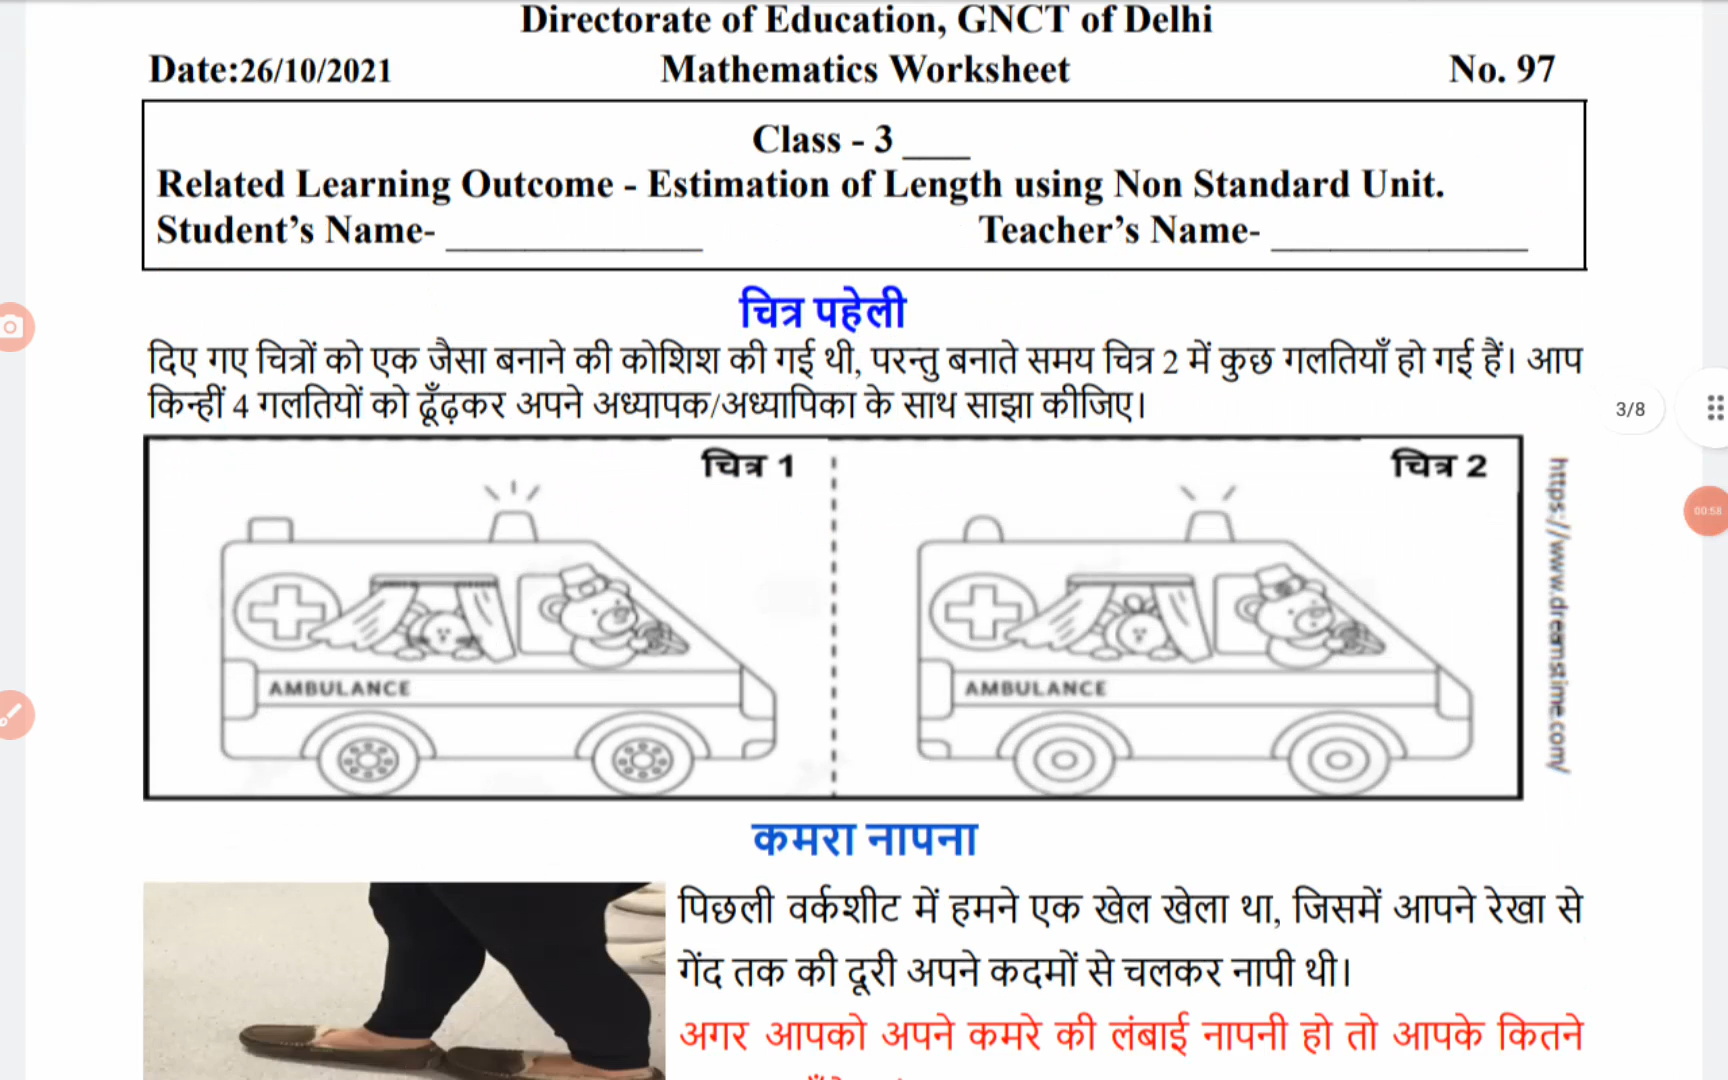 Directorate of Education, GNCT of Delhi
Date:26/10/2021 Mathematics Worksheet No. 97
Class - 3 ____
Related Learning Outcome - Estimation of Length using Non Standard Unit.
Student’s Name- _____________ Teacher’s Name- _____________
चित्र पहेली
दिए गए चित्रों को एक जैसा बनाने की कोशिश की गई थी, परन्तु बनाते समय चित्र 2 में कुछ गलतियाँ हो गई हैं। आप
किन्हीं 4 गलतियों को ढूँढ़कर अपने अध्यापक/अध्यापिका के साथ साझा कीजिए।
3/8
चित्र 1
चित्र 2
https://www.dreamstime.com/
00:58
AMBULANCE
AMBULANCE
कमरा नापना
पिछली वर्कशीट में हमने एक खेल खेला था, जिसमें आपने रेखा से
गेंद तक की दूरी अपने कदमों से चलकर नापी थी।
अगर आपको अपने कमरे की लंबाई नापनी हो तो आपके कितने